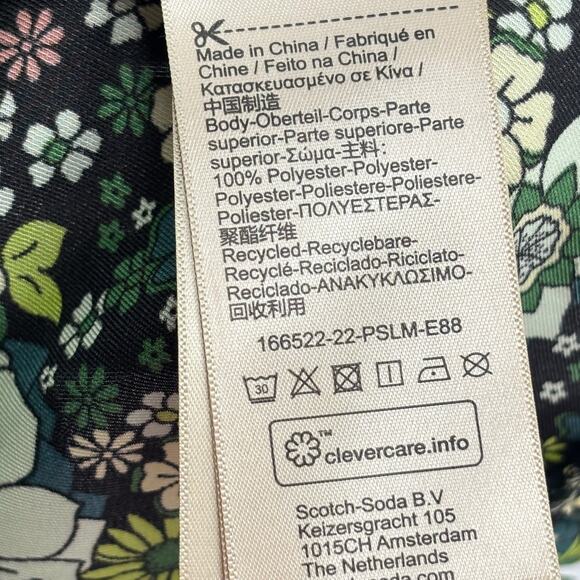 Made in China / Fabriqué en
Chine / Feito na China /
Κατασκευασμένο σε Κίνα /
中国制造
Body-Oberteil-Corps-Parte
superior-Parte superiore-Parte
superior-Σώμα-主料:
100% Polyester-Polyester-
Polyester-Poliestere-Poliestere-
Poliester-ΠΟΛΥΕΣΤΕΡΑΣ-
聚酯纤维
Recycled-Recyclebare-
Recyclé-Reciclado-Riciclato-
Reciclado-ΑΝΑΚΥΚΛΩΣΙΜΟ-
回收利用
166522-22-PSLM-E88
30
™
clevercare.info
Scotch-Soda B.V
Keizersgracht 105
1015CH Amsterdam
The Netherlands